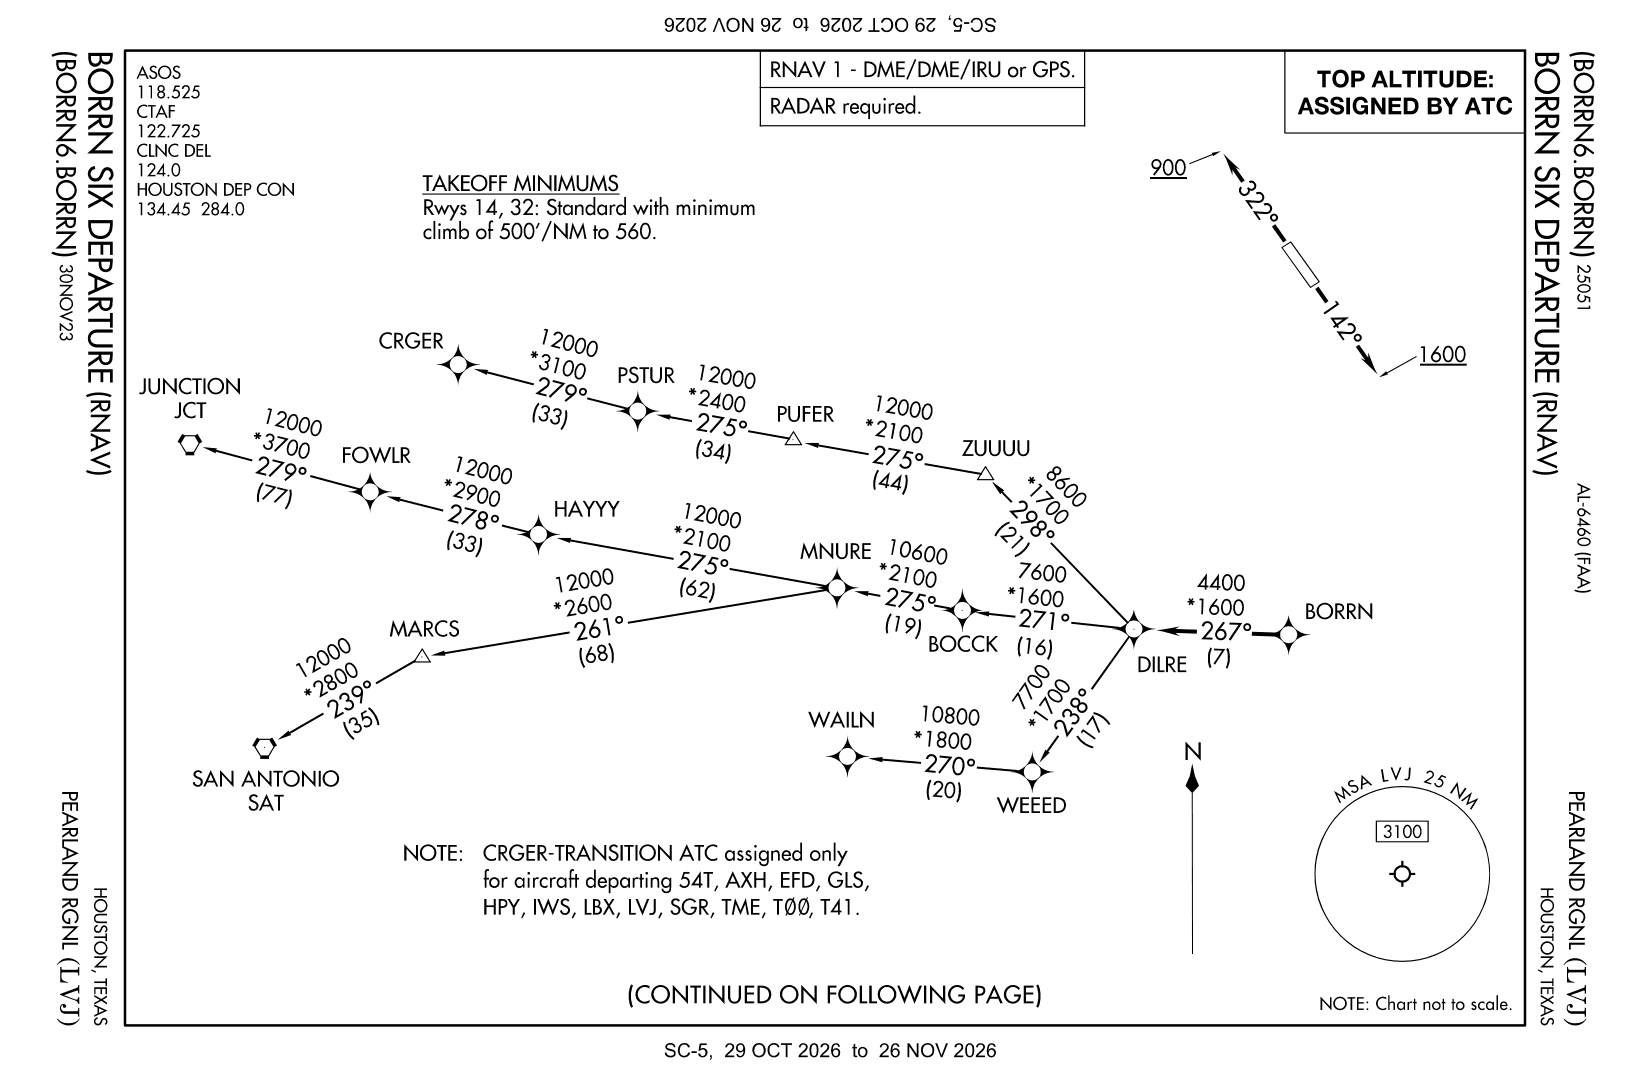 SC-5, 29 OCT 2026 to 26 NOV 2026
(BORRN6.BORRN) 30NOV23
BORRN SIX DEPARTURE (RNAV)
PEARLAND RGNL (LVJ)
HOUSTON, TEXAS
ASOS
118.525
CTAF
122.725
CLNC DEL
124.0
HOUSTON DEP CON
134.45 284.0
RNAV 1 - DME/DME/IRU or GPS.
RADAR required.
TOP ALTITUDE:
ASSIGNED BY ATC
TAKEOFF MINIMUMS
Rwys 14, 32: Standard with minimum
climb of 500'/NM to 560.
900
322°
142°
1600
CRGER
12000
*3100
279°
(33)
PSTUR
12000
*2400
275°
(34)
PUFER
12000
*2100
275°
(44)
ZUUUU
8600
*1700
298°
(21)
JUNCTION
JCT
12000
*3700
279°
(77)
FOWLR
12000
*2900
278°
(33)
HAYYY
12000
*2100
275°
(62)
MNURE
10600
*2100
275°
(19)
BOCCK
7600
*1600
271°
(16)
DILRE
4400
*1600
267°
(7)
BORRN
12000
*2600
261°
(68)
MARCS
12000
*2800
239°
(35)
SAN ANTONIO
SAT
7700
*1700
238°
(17)
WEEED
10800
*1800
270°
(20)
WAILN
N
MSA LVJ 25 NM
3100
NOTE: CRGER-TRANSITION ATC assigned only
for aircraft departing 54T, AXH, EFD, GLS,
HPY, IWS, LBX, LVJ, SGR, TME, TØØ, T41.
(CONTINUED ON FOLLOWING PAGE)
NOTE: Chart not to scale.
BORRN SIX DEPARTURE (RNAV)
(BORRN6.BORRN) 25051
AL-6460 (FAA)
PEARLAND RGNL (LVJ)
HOUSTON, TEXAS
SC-5, 29 OCT 2026 to 26 NOV 2026